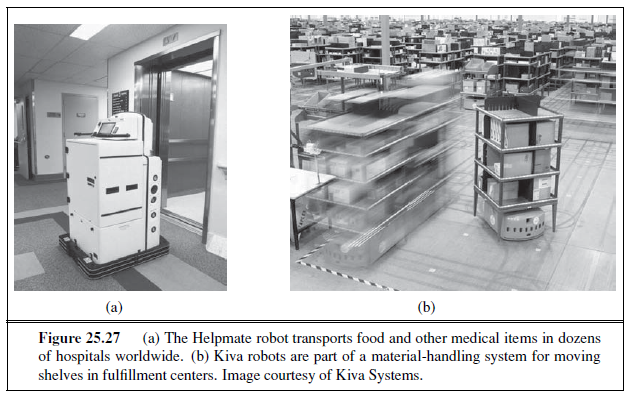 (a)
(b)
Figure 25.27 (a) The Helpmate robot transports food and other medical items in dozens
of hospitals worldwide. (b) Kiva robots are part of a material-handling system for moving
shelves in fulfillment centers. Image courtesy of Kiva Systems.